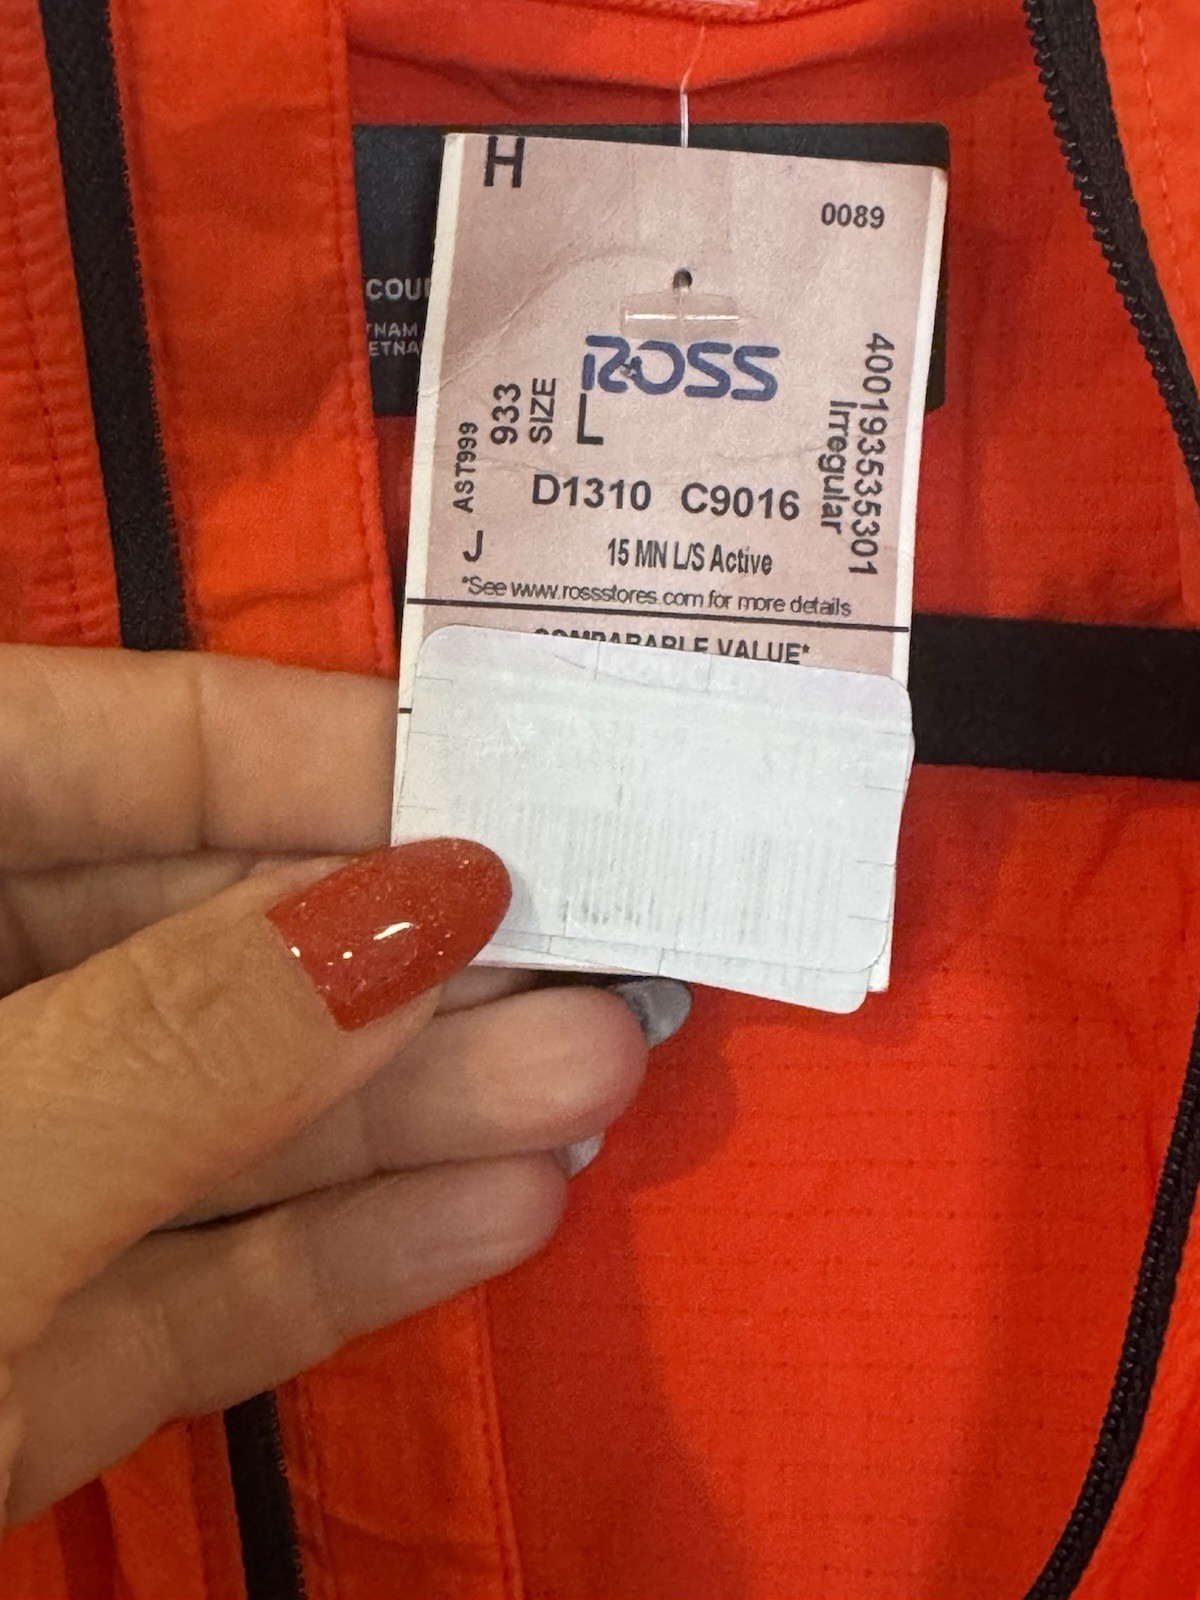 H
0089
COU
NAM
ETNA
ROSS
SIZE
L
933
AST999
J
400193535301
Irregular
D1310 C9016
15 MN L/S Active
*See www.rossstores.com for more details
COMPARABLE VALUE*